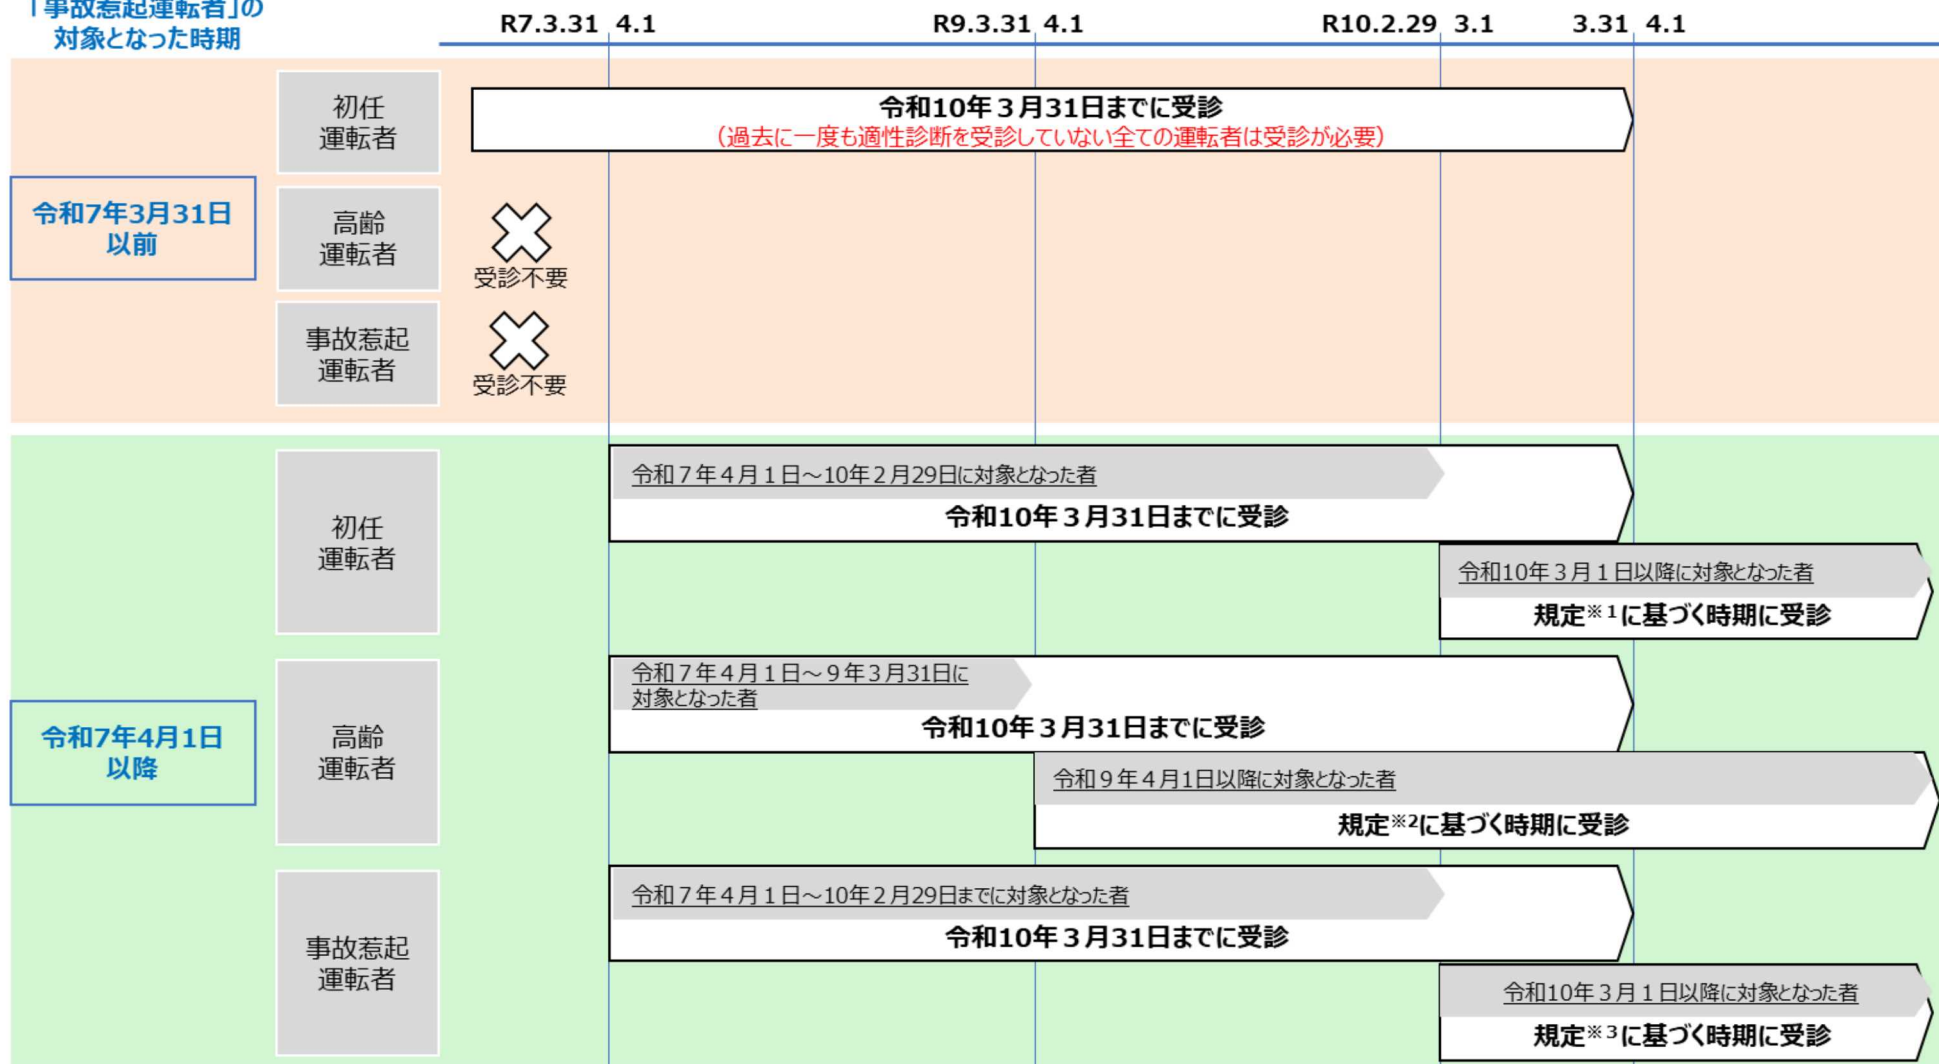 「事故惹起運転者」の
対象となった時期
R7.3.31 4.1 R9.3.31 4.1 R10.2.29 3.1 3.31 4.1
令和7年3月31日
以前
初任
運転者
令和10年３月31日までに受診
（過去に一度も適性診断を受診していない全ての運転者は受診が必要）
高齢
運転者
受診不要
事故惹起
運転者
受診不要
令和7年4月1日
以降
初任
運転者
令和７年４月１日～10年２月29日に対象となった者
令和10年３月31日までに受診
令和10年３月１日以降に対象となった者
規定※１に基づく時期に受診
高齢
運転者
令和７年４月１日～９年３月31日に
対象となった者
令和10年３月31日までに受診
令和９年４月1日以降に対象となった者
規定※2に基づく時期に受診
事故惹起
運転者
令和７年４月１日～10年２月29日までに対象となった者
令和10年３月31日までに受診
令和10年３月１日以降に対象となった者
規定※３に基づく時期に受診